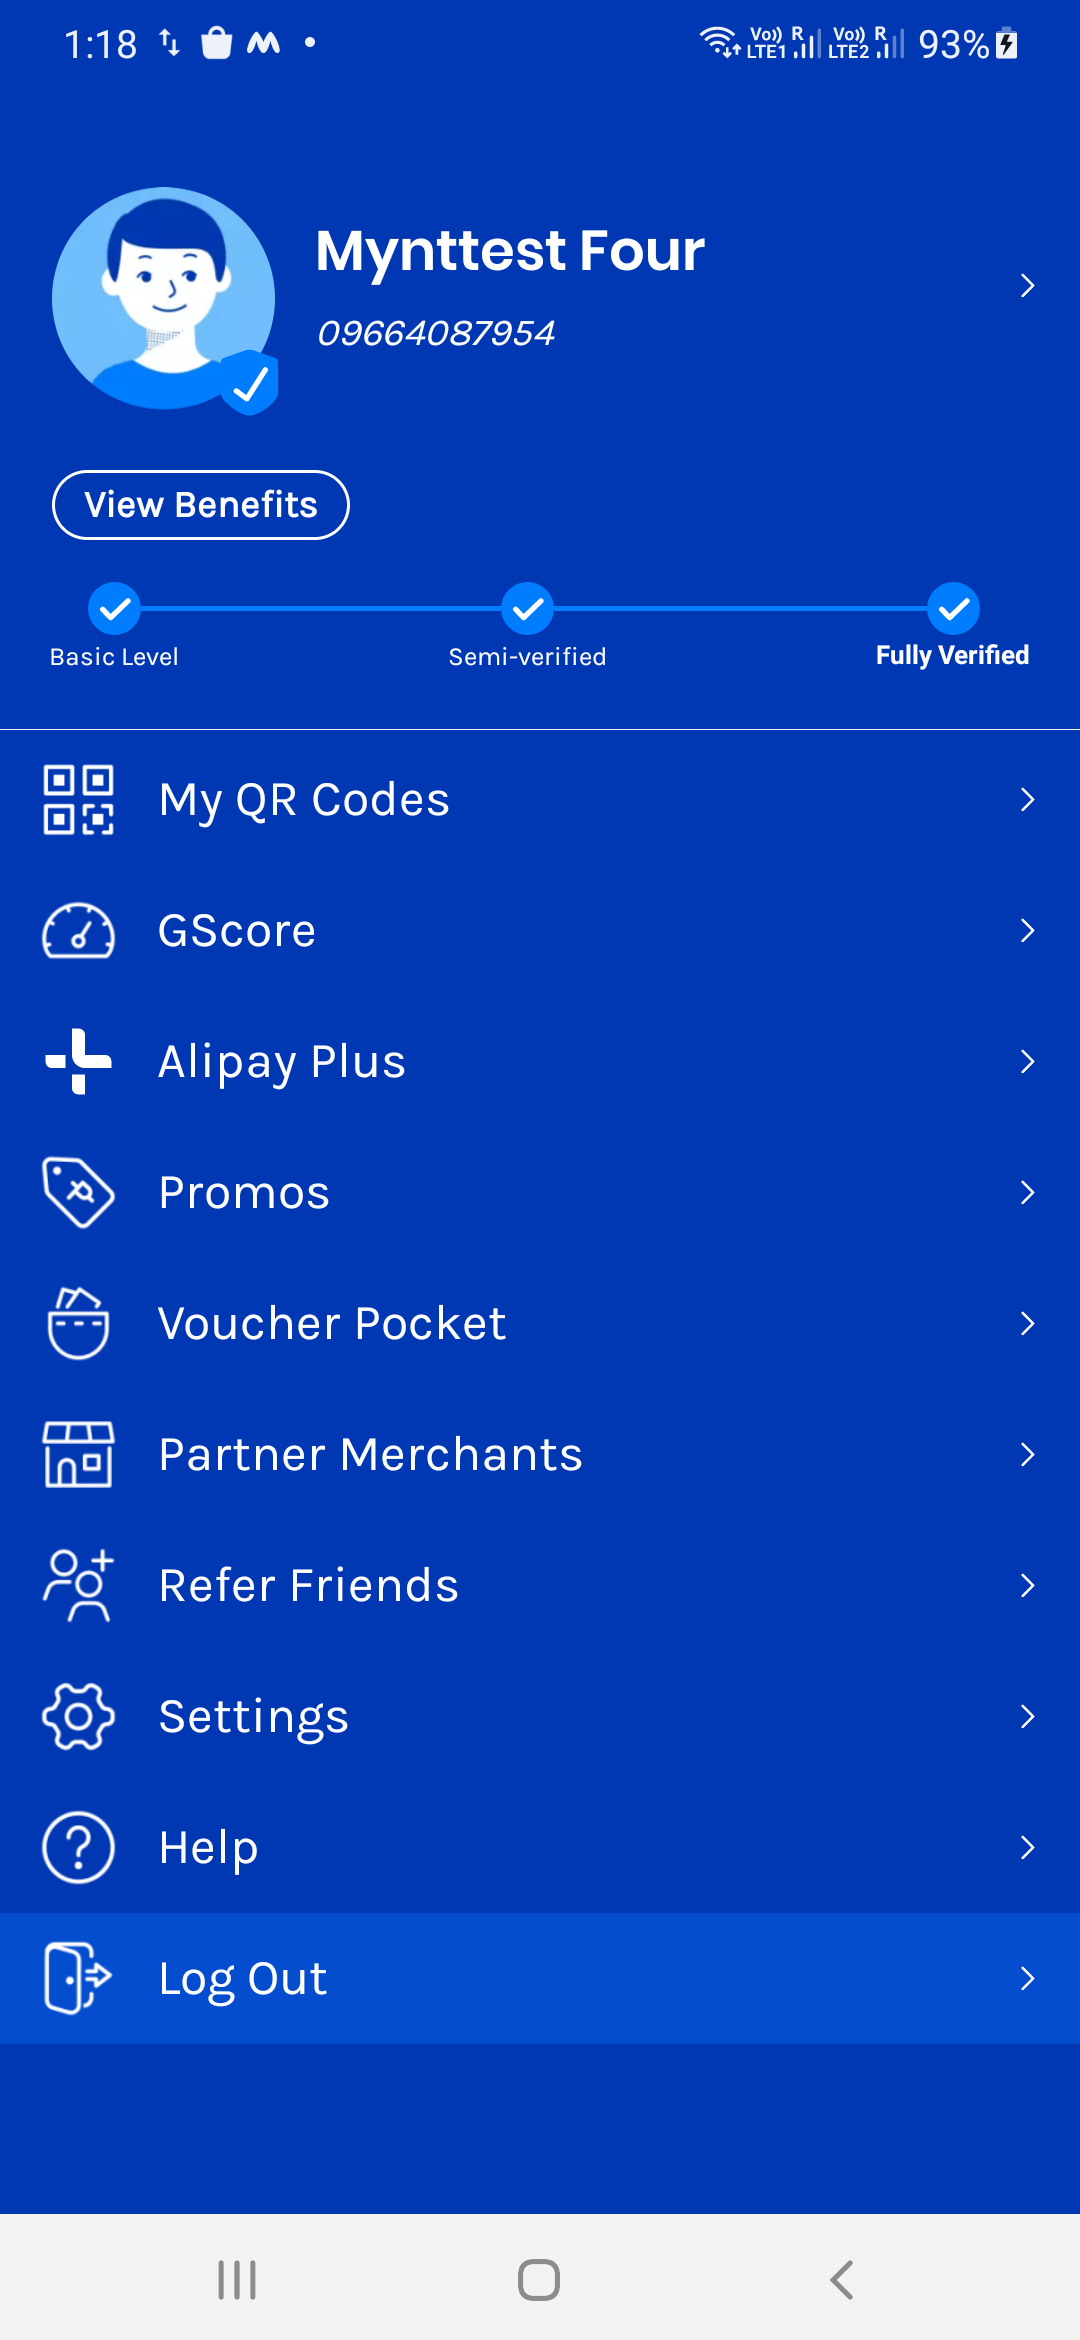 1:18
Vo)) R Vo)) R 93%
LTE1 LTE2
Mynttest Four
09664087954
View Benefits
Basic Level Semi-verified Fully Verified
My QR Codes
GScore
Alipay Plus
Promos
Voucher Pocket
Partner Merchants
Refer Friends
Settings
Help
Log Out